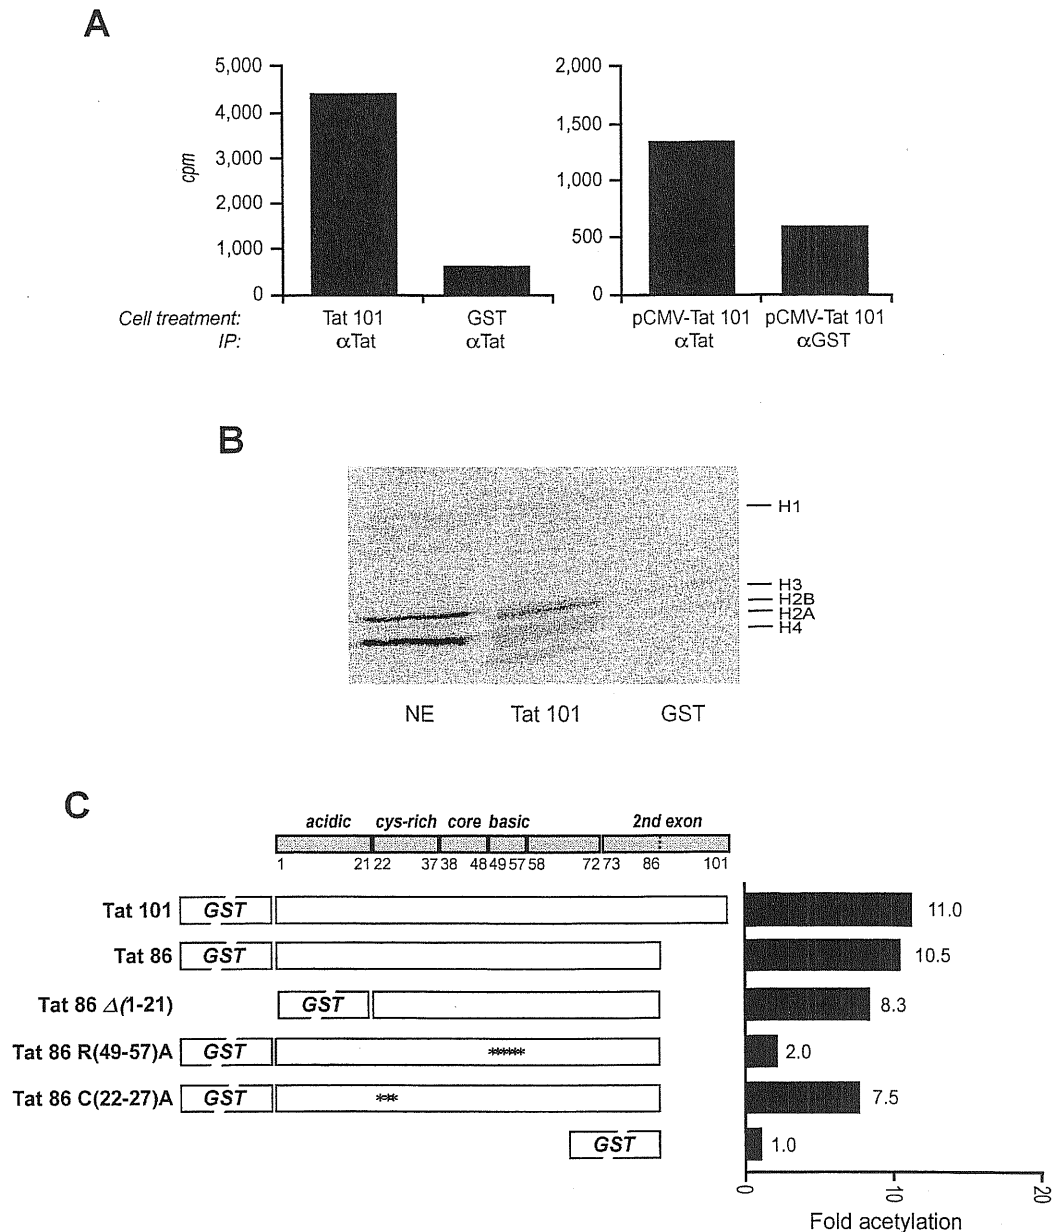 A
5,000
4,000
3,000
2,000
1,000
0
cpm
2,000
1,500
1,000
500
0
Cell treatment: Tat 101 GST pCMV-Tat 101 pCMV-Tat 101
IP: αTat αTat αTat αGST
B
H1
H3
H2B
H2A
H4
NE Tat 101 GST
C
acidic cys-rich core basic 2nd exon
1 21 22 37 38 48 49 57 58 72 73 86 101
Tat 101 GST 11.0
Tat 86 GST 10.5
Tat 86 Δ(1-21) GST 8.3
Tat 86 R(49-57)A GST ****** 2.0
Tat 86 C(22-27)A GST *** 7.5
GST 1.0
0 10 20
Fold acetylation